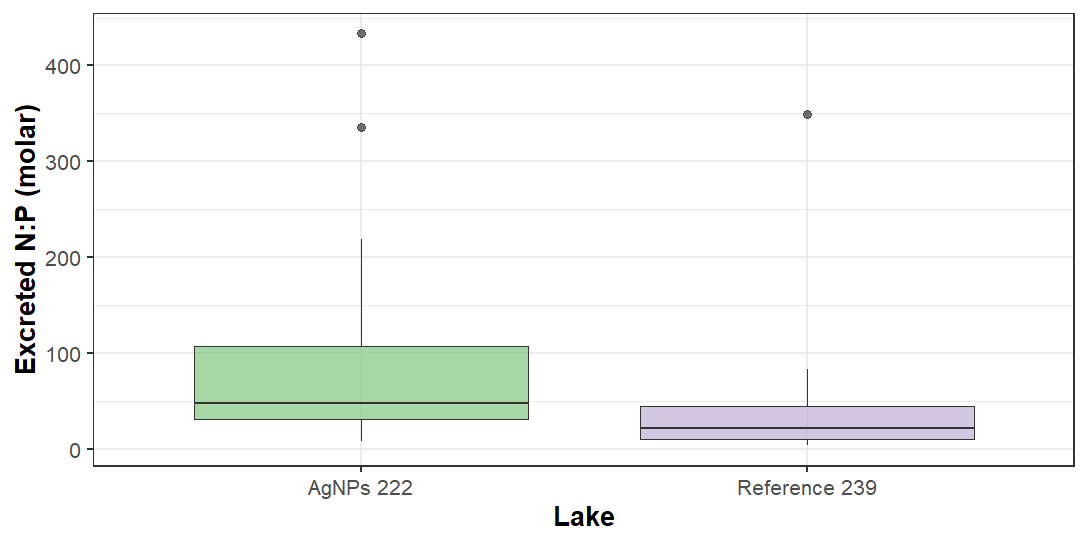 Excreted N:P (molar)
400
300
200
100
0
AgNPs 222
Reference 239
Lake